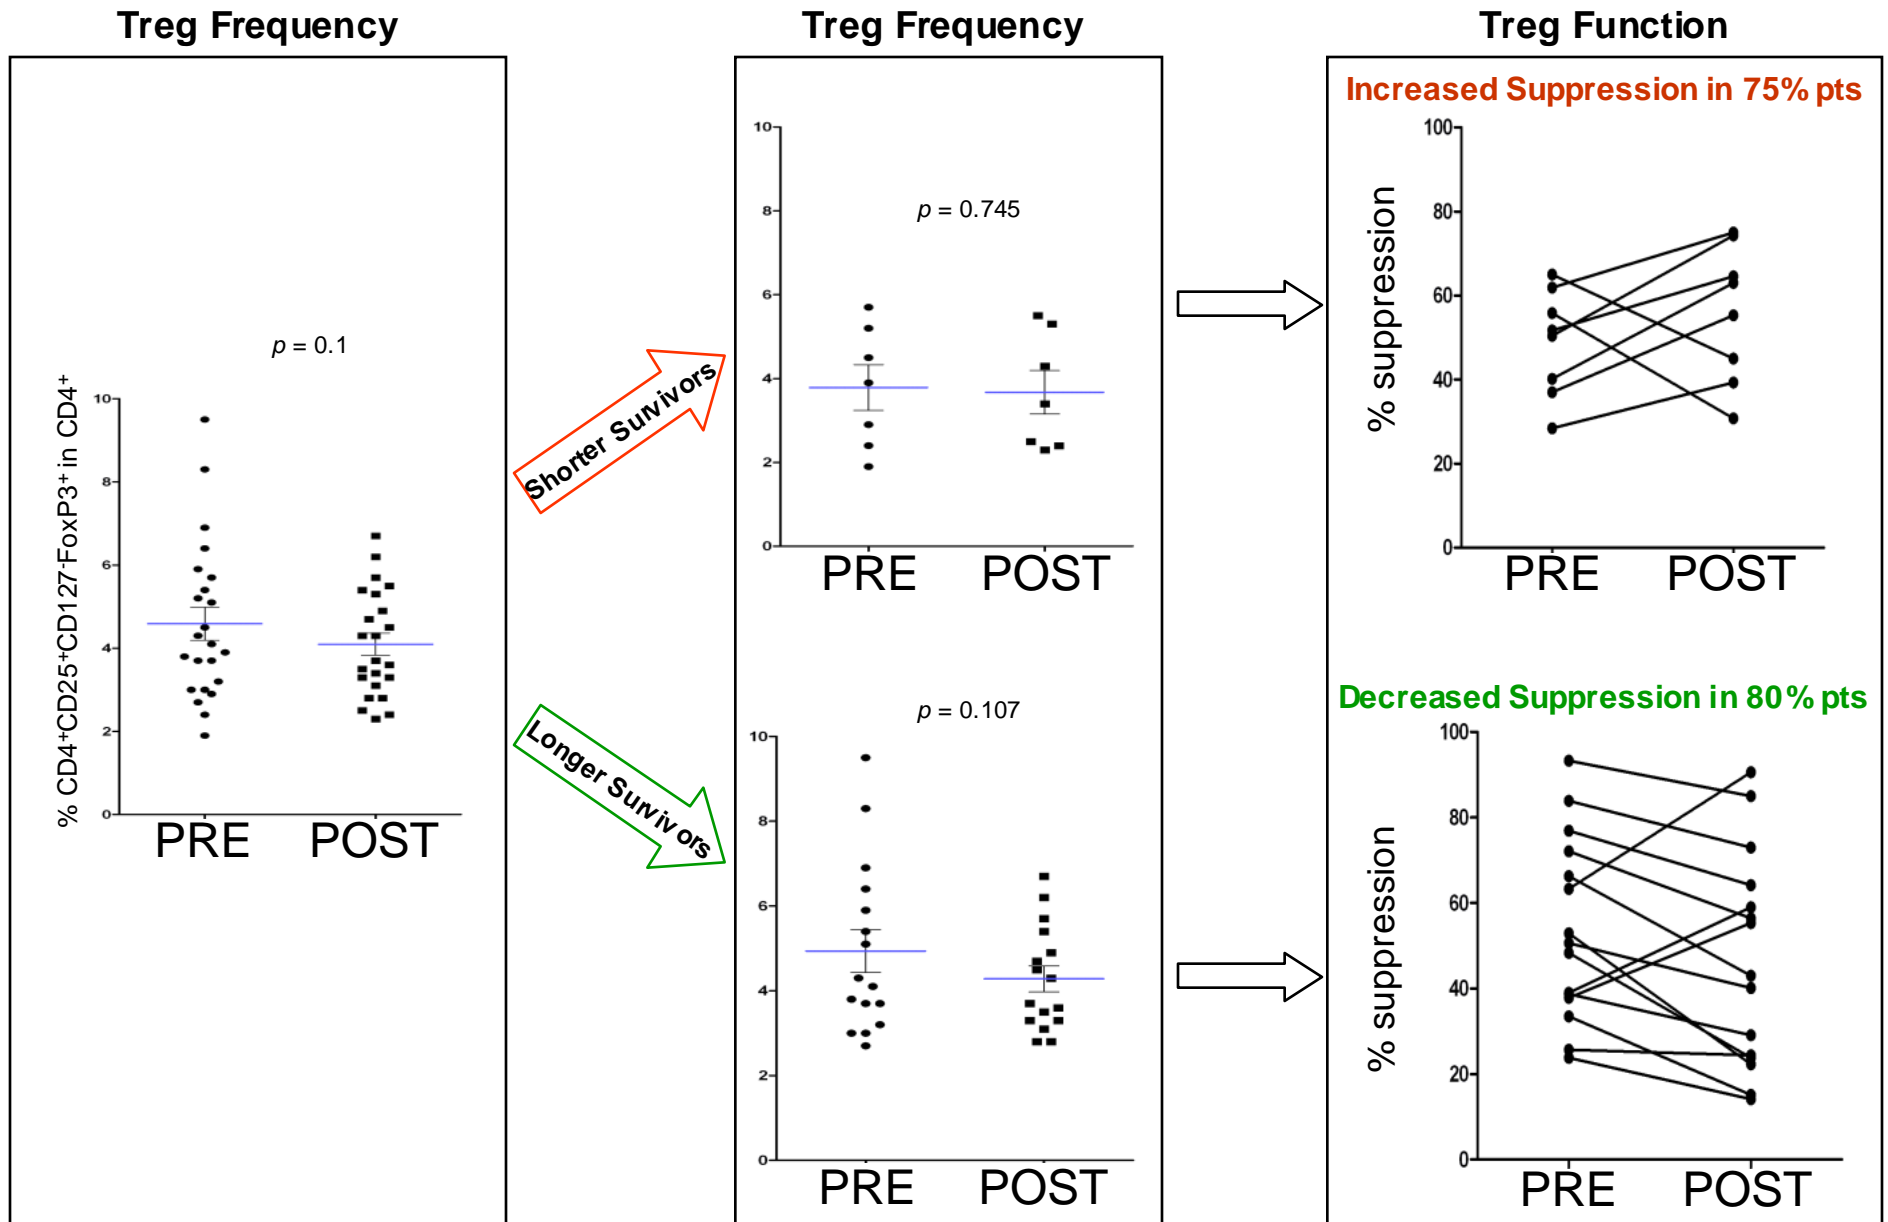 Treg Frequency
Treg Frequency
Treg Function
% CD4⁺CD25⁺CD127⁻FoxP3⁺ in CD4⁺
p = 0.1
10
8
6
4
2
0
PRE POST
Shorter Survivors
Longer Survivors
p = 0.745
10
8
6
4
2
0
PRE POST
p = 0.107
10
8
6
4
2
0
PRE POST
Increased Suppression in 75% pts
% suppression
100
80
60
40
20
0
PRE POST
Decreased Suppression in 80% pts
% suppression
100
80
60
40
20
0
PRE POST